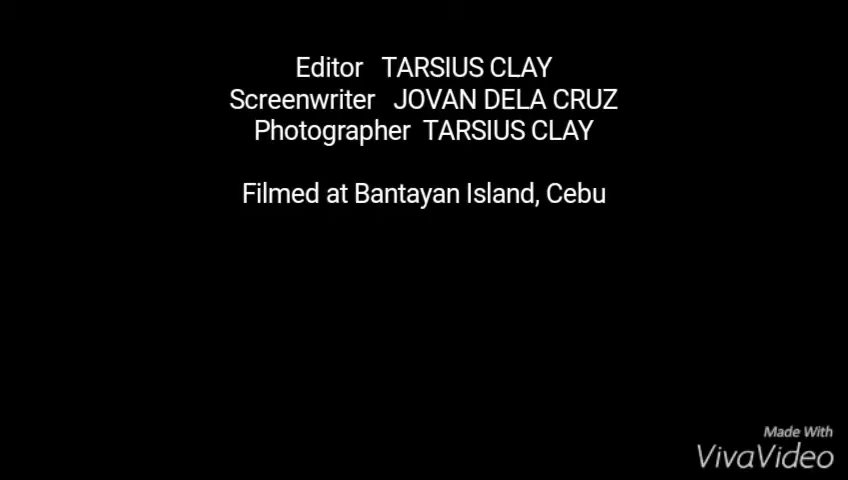 Editor TARSIUS CLAY
Screenwriter JOVAN DELA CRUZ
Photographer TARSIUS CLAY
Filmed at Bantayan Island, Cebu
Made With
VivaVideo